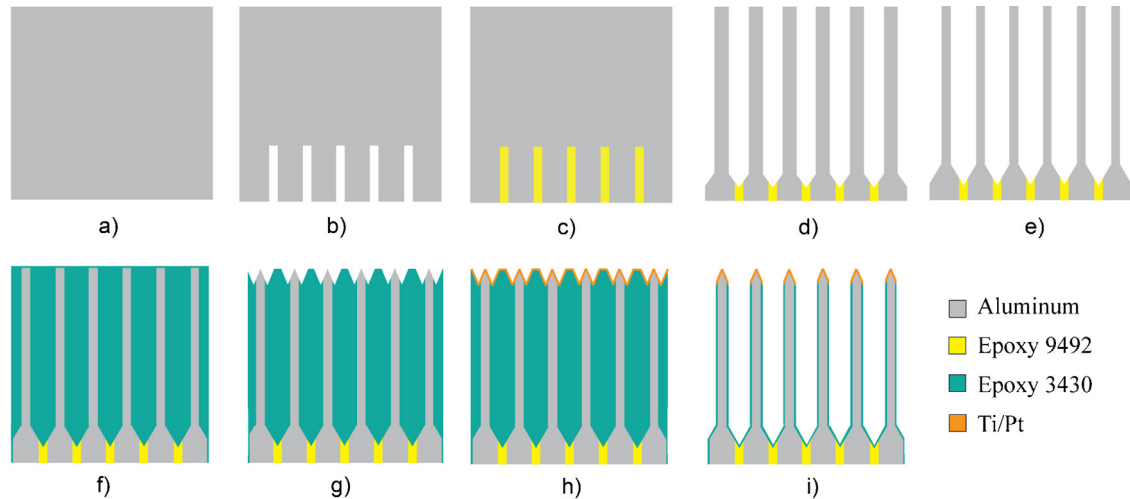 a)
b)
c)
d)
e)
f)
g)
h)
i)
Aluminum
Epoxy 9492
Epoxy 3430
Ti/Pt